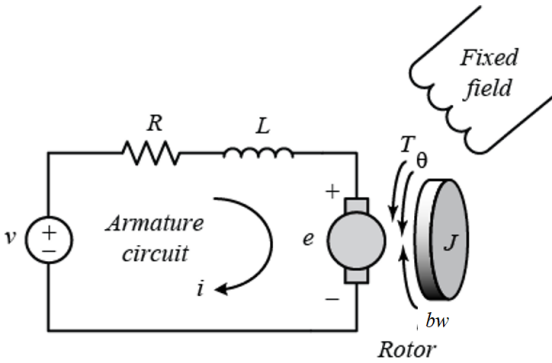 Fixed
field
R
L
T
θ
+
v
+
−
Armature
circuit
i
e
J
−
bw
Rotor